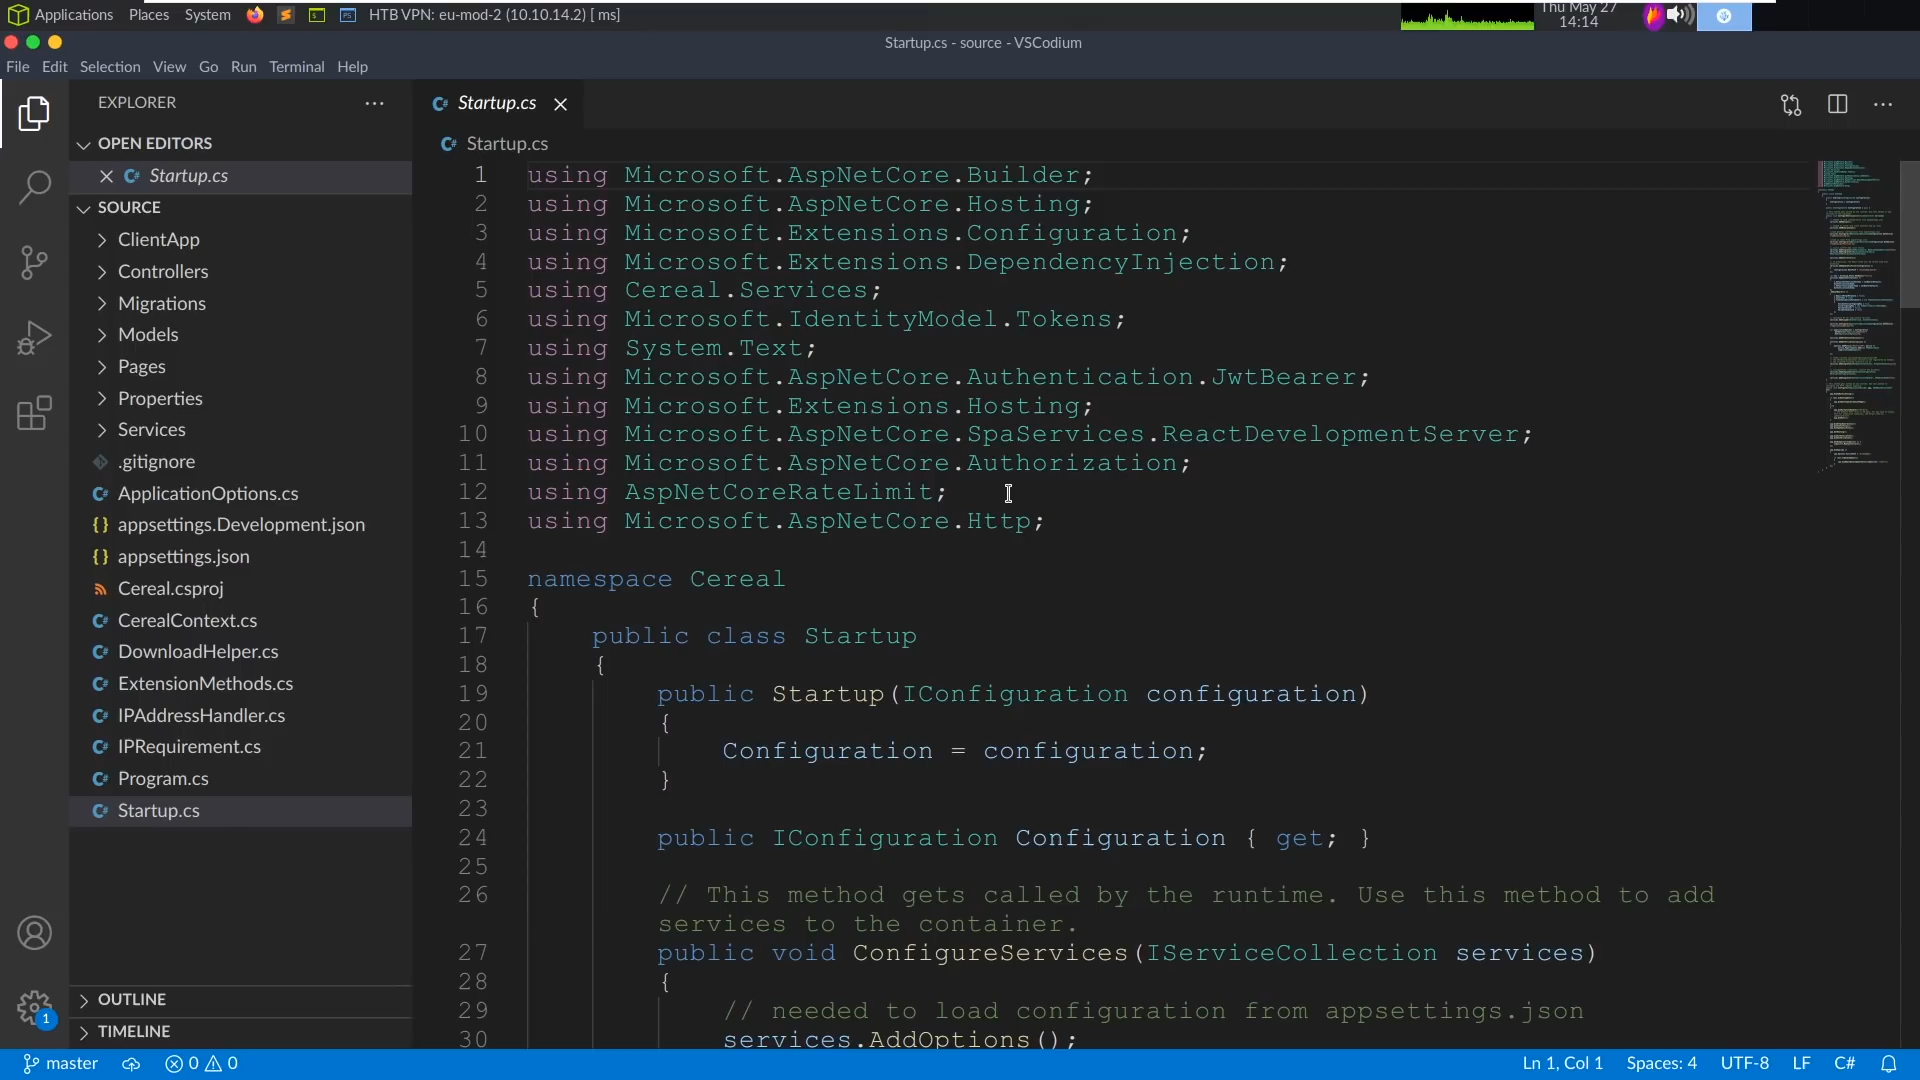 Applications Places System HTB VPN: eu-mod-2 (10.10.14.2) [ ms] Thu May 27
14:14
Startup.cs - source - VSCodium
File Edit Selection View Go Run Terminal Help
EXPLORER
OPEN EDITORS
Startup.cs
SOURCE
ClientApp
Controllers
Migrations
Models
Pages
Properties
Services
.gitignore
ApplicationOptions.cs
appsettings.Development.json
appsettings.json
Cereal.csproj
CerealContext.cs
DownloadHelper.cs
ExtensionMethods.cs
IPAddressHandler.cs
IPRequirement.cs
Program.cs
Startup.cs
OUTLINE
TIMELINE
1
Startup.cs
Startup.cs
1 using Microsoft.AspNetCore.Builder;
2 using Microsoft.AspNetCore.Hosting;
3 using Microsoft.Extensions.Configuration;
4 using Microsoft.Extensions.DependencyInjection;
5 using Cereal.Services;
6 using Microsoft.IdentityModel.Tokens;
7 using System.Text;
8 using Microsoft.AspNetCore.Authentication.JwtBearer;
9 using Microsoft.Extensions.Hosting;
10 using Microsoft.AspNetCore.SpaServices.ReactDevelopmentServer;
11 using Microsoft.AspNetCore.Authorization;
12 using AspNetCoreRateLimit;
13 using Microsoft.AspNetCore.Http;
14
15 namespace Cereal
16 {
17 public class Startup
18 {
19 public Startup(IConfiguration configuration)
20 {
21 Configuration = configuration;
22 }
23
24 public IConfiguration Configuration { get; }
25
26 // This method gets called by the runtime. Use this method to add
services to the container.
27 public void ConfigureServices(IServiceCollection services)
28 {
29 // needed to load configuration from appsettings.json
30 services.AddOptions();
master 0 0 Ln 1, Col 1 Spaces: 4 UTF-8 LF C#